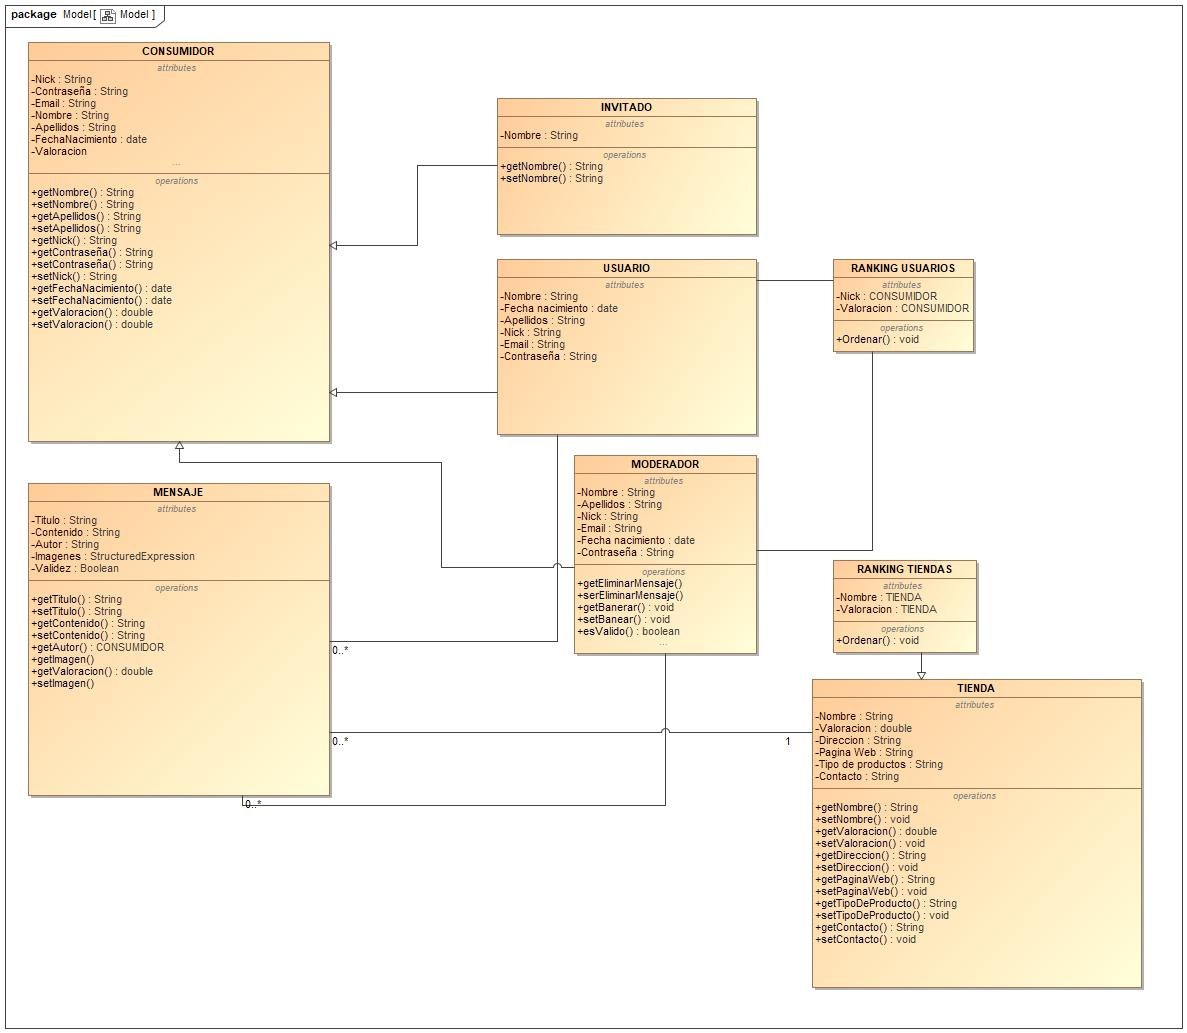 package Model[ Model ]
CONSUMIDOR
attributes
-Nick : String
-Contraseña : String
-Email : String
-Nombre : String
-Apellidos : String
-FechaNacimiento : date
-Valoracion
...
operations
+getNombre() : String
+setNombre() : String
+getApellidos() : String
+setApellidos() : String
+getNick() : String
+getContraseña() : String
+setContraseña() : String
+setNick() : String
+getFechaNacimiento() : date
+setFechaNacimiento() : date
+getValoracion() : double
+setValoracion() : double
INVITADO
attributes
-Nombre : String
operations
+getNombre() : String
+setNombre() : String
USUARIO
attributes
-Nombre : String
-Fecha nacimiento : date
-Apellidos : String
-Nick : String
-Email : String
-Contraseña : String
RANKING USUARIOS
attributes
-Nick : CONSUMIDOR
-Valoracion : CONSUMIDOR
operations
+Ordenar() : void
MODERADOR
attributes
-Nombre : String
-Apellidos : String
-Nick : String
-Email : String
-Fecha nacimiento : date
-Contraseña : String
operations
+getEliminarMensaje()
+serEliminarMensaje()
+getBanerar() : void
+setBanear() : void
+esValido() : boolean
...
MENSAJE
attributes
-Titulo : String
-Contenido : String
-Autor : String
-Imagenes : StructuredExpression
-Validez : Boolean
operations
+getTitulo() : String
+setTitulo() : String
+getContenido() : String
+setContenido() : String
+getAutor() : CONSUMIDOR
+getImagen()
+getValoracion() : double
+setImagen()
0..*
0..*
1
0..*
RANKING TIENDAS
attributes
-Nombre : TIENDA
-Valoracion : TIENDA
operations
+Ordenar() : void
TIENDA
attributes
-Nombre : String
-Valoracion : double
-Direccion : String
-Pagina Web : String
-Tipo de productos : String
-Contacto : String
operations
+getNombre() : String
+setNombre() : void
+getValoracion() : double
+setValoracion() : void
+getDireccion() : String
+setDireccion() : void
+getPaginaWeb() : String
+setPaginaWeb() : void
+getTipoDeProducto() : String
+setTipoDeProducto() : void
+getContacto() : String
+setContacto() : void